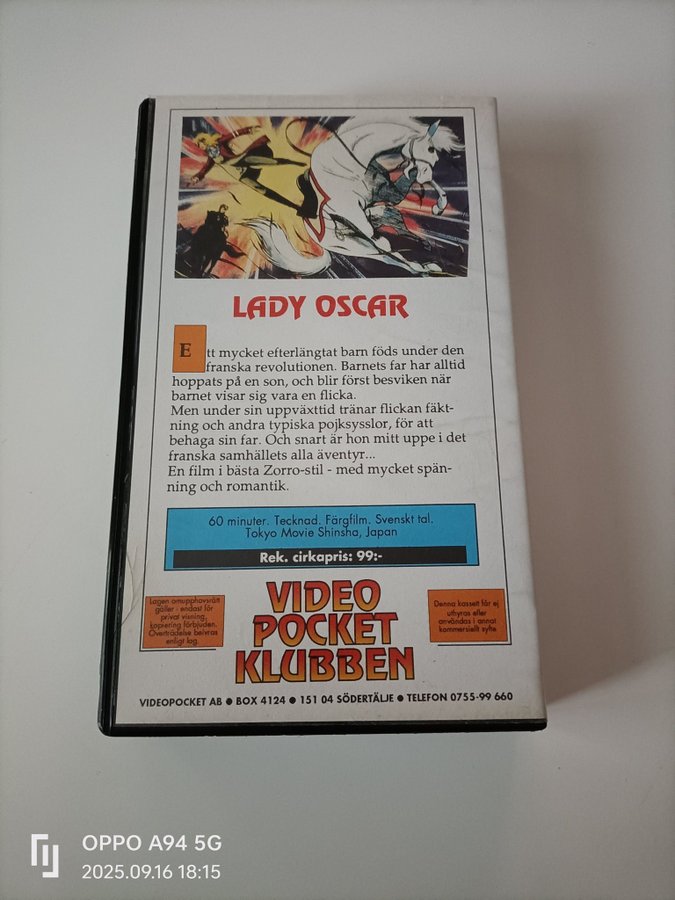 LADY OSCAR
Ett mycket efterlängtat barn föds under den
franska revolutionen. Barnets far har alltid
hoppats på en son, och blir först besviken när
barnet visar sig vara en flicka.
Men under sin uppväxttid tränar flickan fäkt-
ning och andra typiska pojksysslor, för att
behaga sin far. Och snart är hon mitt uppe i det
franska samhällets alla äventyr...
En film i bästa Zorro-stil - med mycket spän-
ning och romantik.
60 minuter. Tecknad. Färgfilm. Svenskt tal.
Tokyo Movie Shinsha, Japan
Rek. cirkapris: 99:-
Lagen omupphovsrätt
gäller - endast för
privat visning,
kopiering förbjuden.
Överträdelse beivras
enligt lag.
VIDEO
POCKET
KLUBBEN
Denna kassett får ej
uthyras eller
användas i annat
kommersiellt syfte
VIDEOPOCKET AB ● BOX 4124 ● 151 04 SÖDERTÄLJE ● TELEFON 0755-99 660
OPPO A94 5G
2025.09.16 18:15